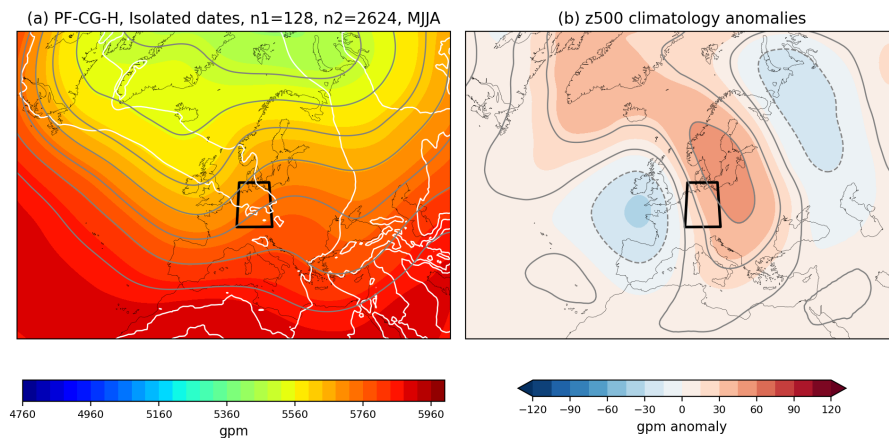 (a) PF-CG-H, Isolated dates, n1=128, n2=2624, MJJA
(b) z500 climatology anomalies
4760 4960 5160 5360 5560 5760 5960
gpm
−120 −90 −60 −30 0 30 60 90 120
gpm anomaly